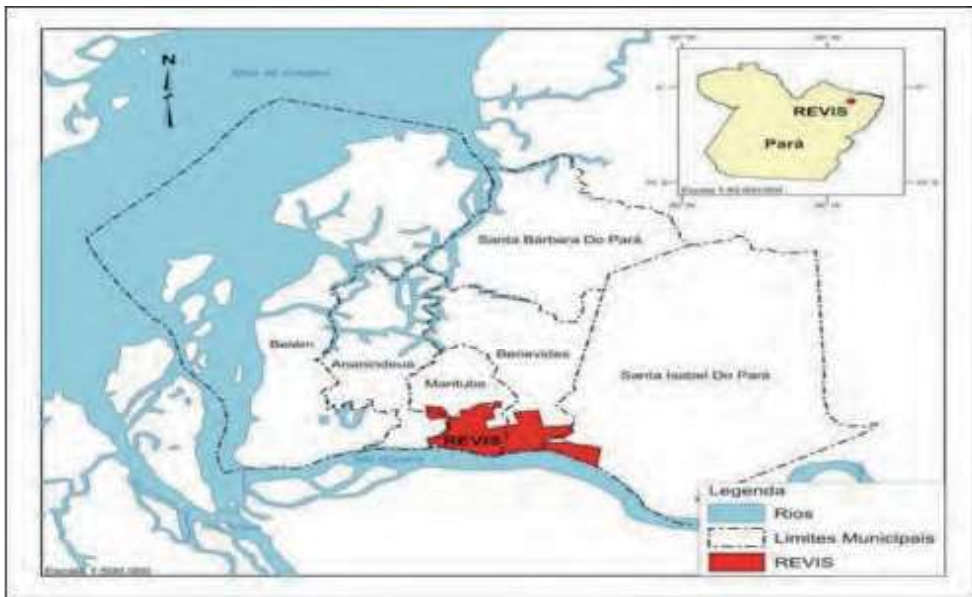 N
REVIS
Pará
Santa Bárbara Do Pará
Belém
Ananindeua
Benevides
Marituba
Santa Isabel Do Pará
REVIS
Legenda
Rios
Limites Municipais
REVIS